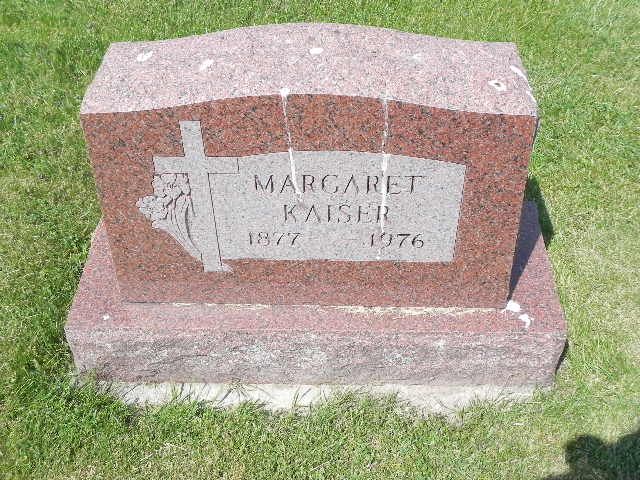 MARGARET
KAISER
1877 — 1976